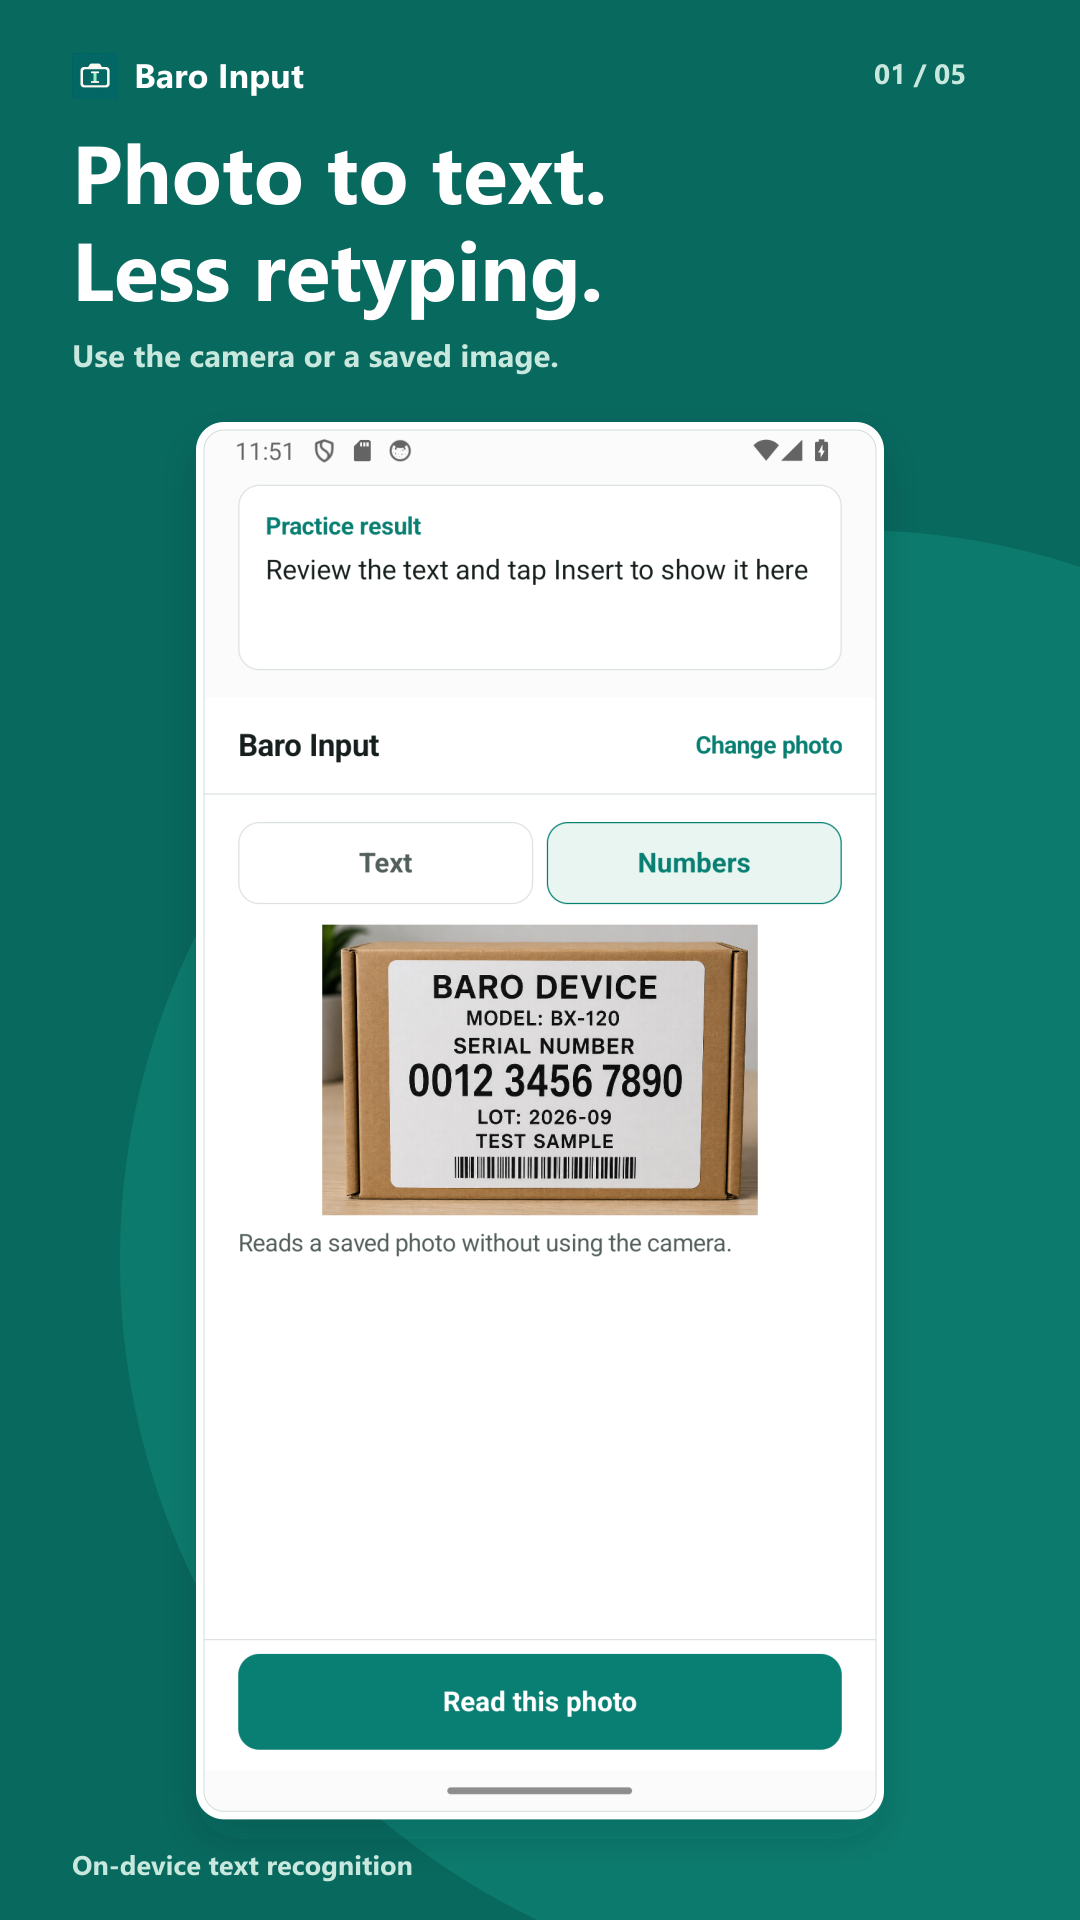 Baro Input
01 / 05
Photo to text.
Less retyping.
Use the camera or a saved image.
11:51
Practice result
Review the text and tap Insert to show it here
Baro Input
Change photo
Text
Numbers
BARO DEVICE
MODEL: BX-120
SERIAL NUMBER
0012 3456 7890
LOT: 2026-09
TEST SAMPLE
Reads a saved photo without using the camera.
Read this photo
On-device text recognition